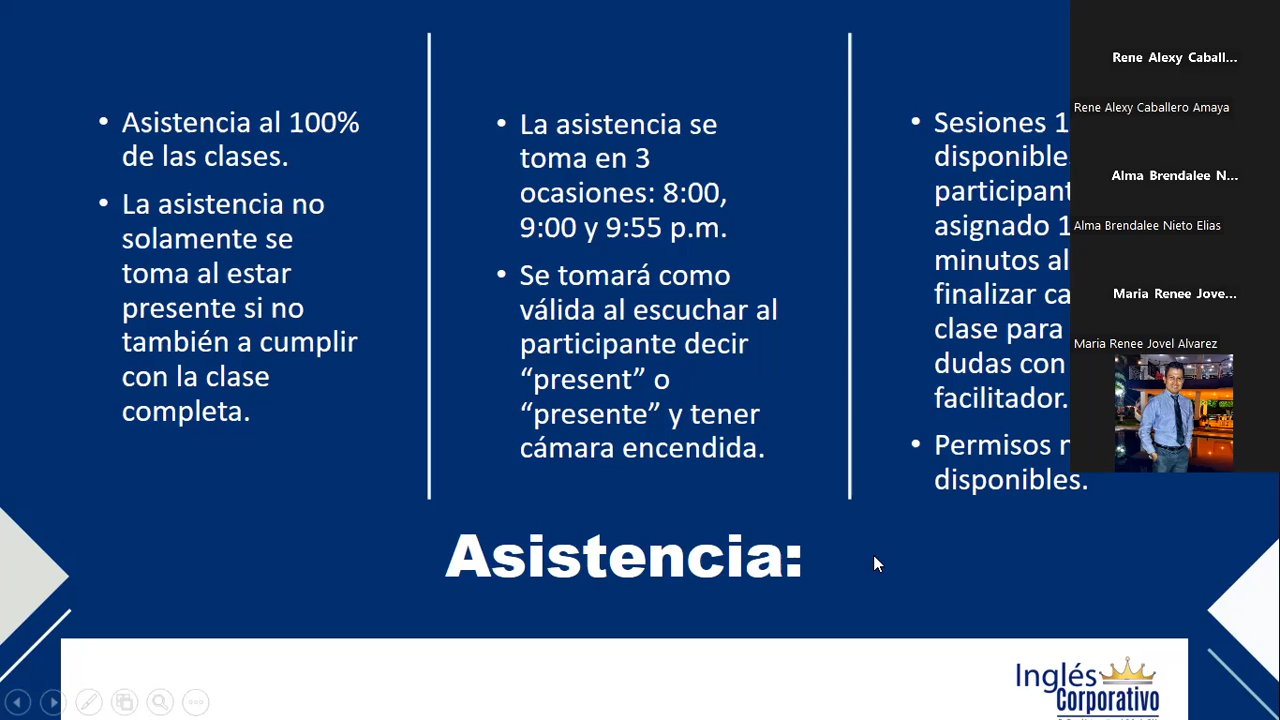 • Asistencia al 100%
de las clases.
• La asistencia no
solamente se
toma al estar
presente si no
también a cumplir
con la clase
completa.
• La asistencia se
toma en 3
ocasiones: 8:00,
9:00 y 9:55 p.m.
• Se tomará como
válida al escuchar al
participante decir
“present” o
“presente” y tener
cámara encendida.
• Sesiones 1
disponible
participant
asignado 1
minutos al
finalizar ca
clase para
dudas con
facilitador.
• Permisos
disponibles.
Asistencia:
Inglés
Corporativo
Rene Alexy Caball...
Rene Alexy Caballero Amaya
Alma Brendalee N...
Alma Brendalee Nieto Elias
Maria Renee Jove...
Maria Renee Jovel Alvarez